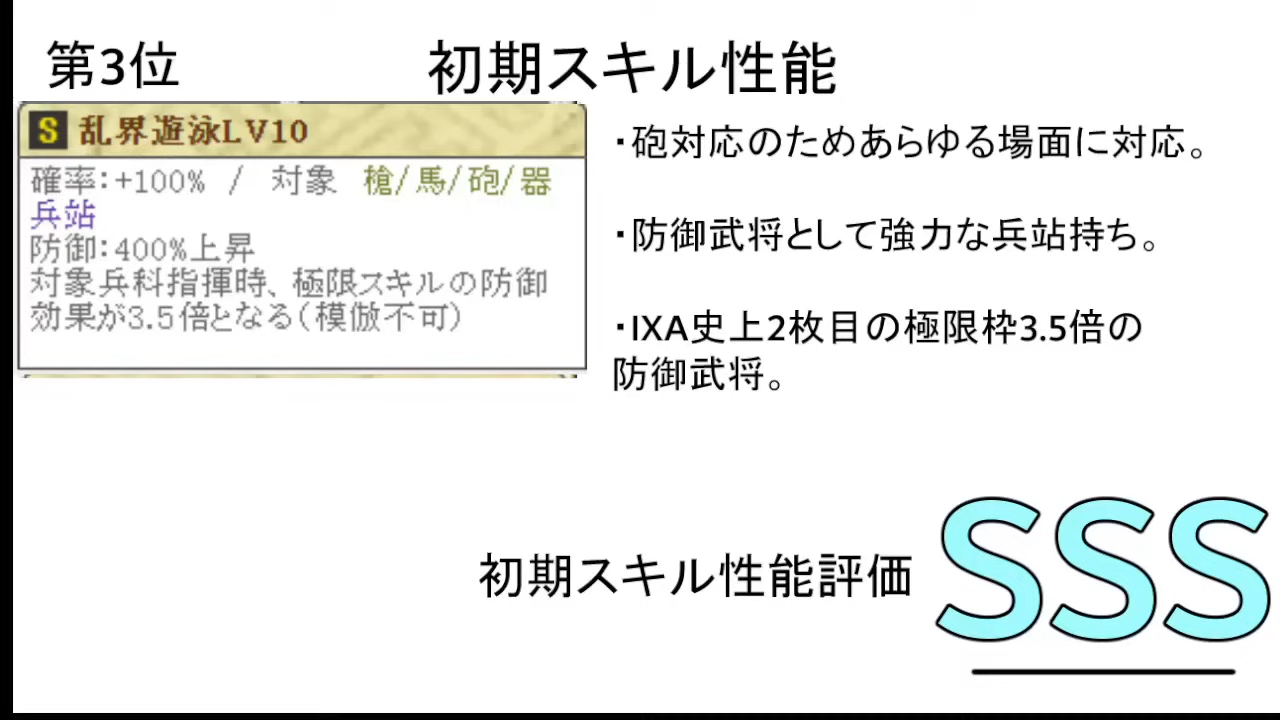 第3位
初期スキル性能
S 乱界遊泳LV10
確率:+100% / 対象 槍/馬/砲/器
兵站
防御:400%上昇
対象兵科指揮時、極限スキルの防御
効果が3.5倍となる(模倣不可)
・砲対応のためあらゆる場面に対応。
・防御武将として強力な兵站持ち。
・IXA史上2枚目の極限枠3.5倍の
防御武将。
初期スキル性能評価
SSS